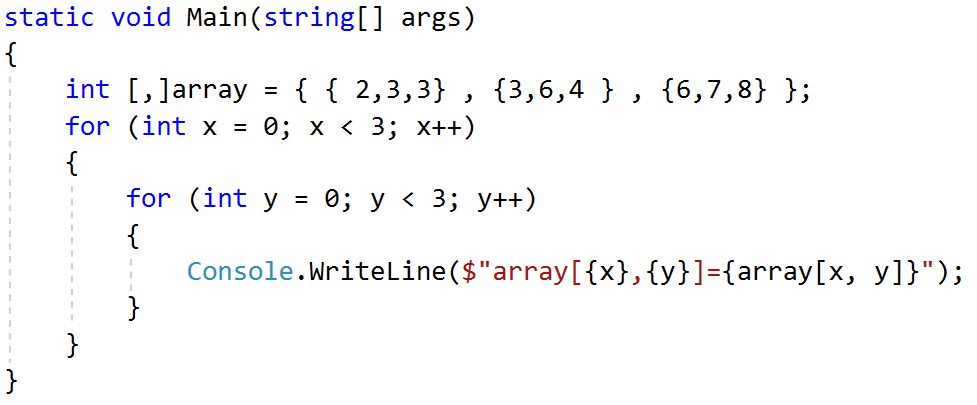 static void Main(string[] args)
{
int [,]array = { { 2,3,3} , {3,6,4 } , {6,7,8} };
for (int x = 0; x < 3; x++)
{
for (int y = 0; y < 3; y++)
{
Console.WriteLine($"array[{x},{y}]={array[x, y]}");
}
}
}